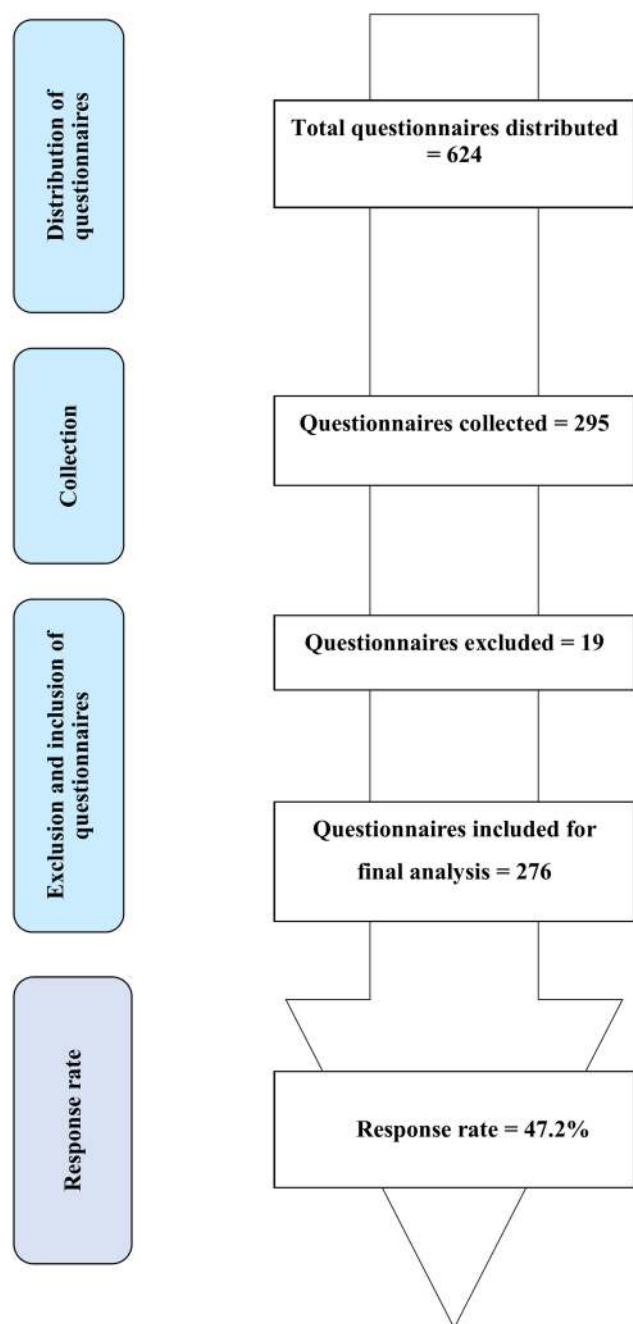 Distribution of
questionnaires
Total questionnaires distributed
= 624
Collection
Questionnaires collected = 295
Exclusion and inclusion of
questionnaires
Questionnaires excluded = 19
Questionnaires included for
final analysis = 276
Response rate
Response rate = 47.2%